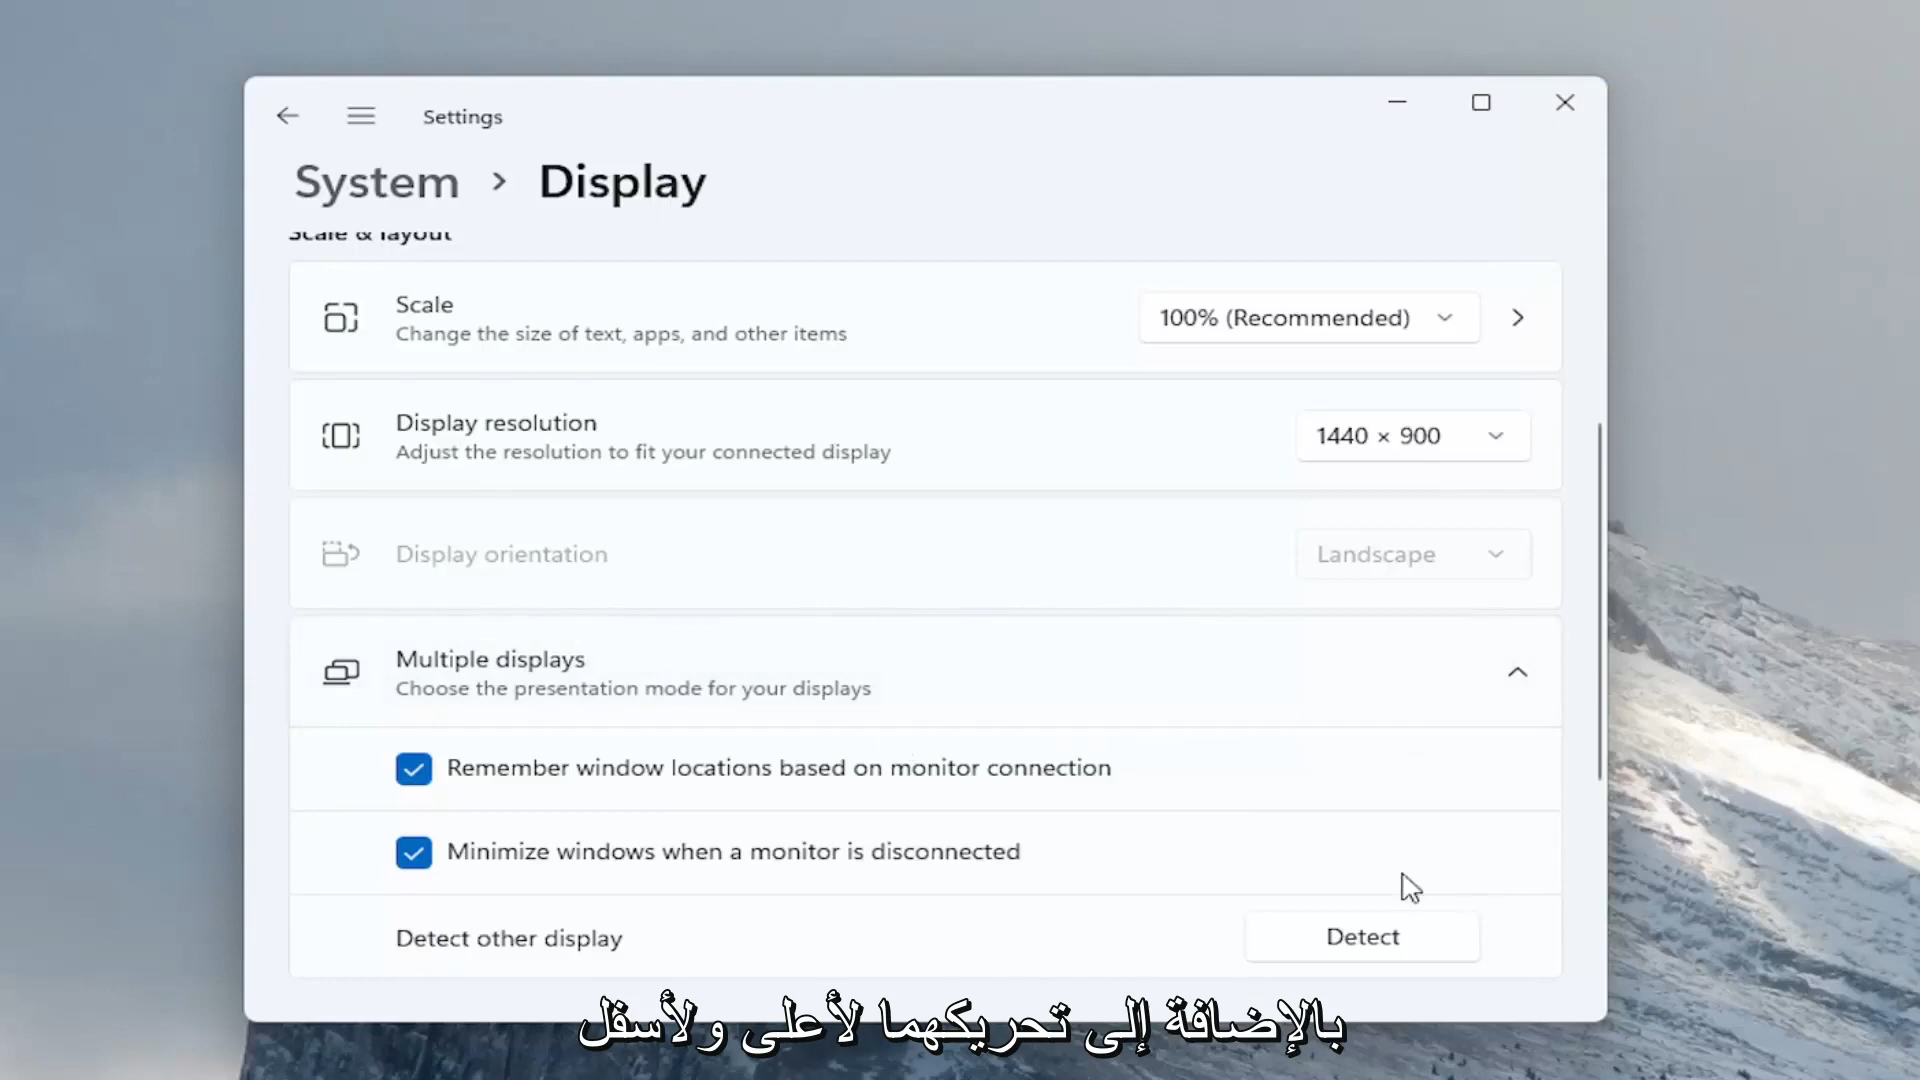 Settings
System > Display
Scale & layout
Scale
Change the size of text, apps, and other items
100% (Recommended)
Display resolution
Adjust the resolution to fit your connected display
1440 × 900
Display orientation
Landscape
Multiple displays
Choose the presentation mode for your displays
Remember window locations based on monitor connection
Minimize windows when a monitor is disconnected
Detect other display
Detect
بالإضافة إلى تحريكهما لأعلى ولأسفل